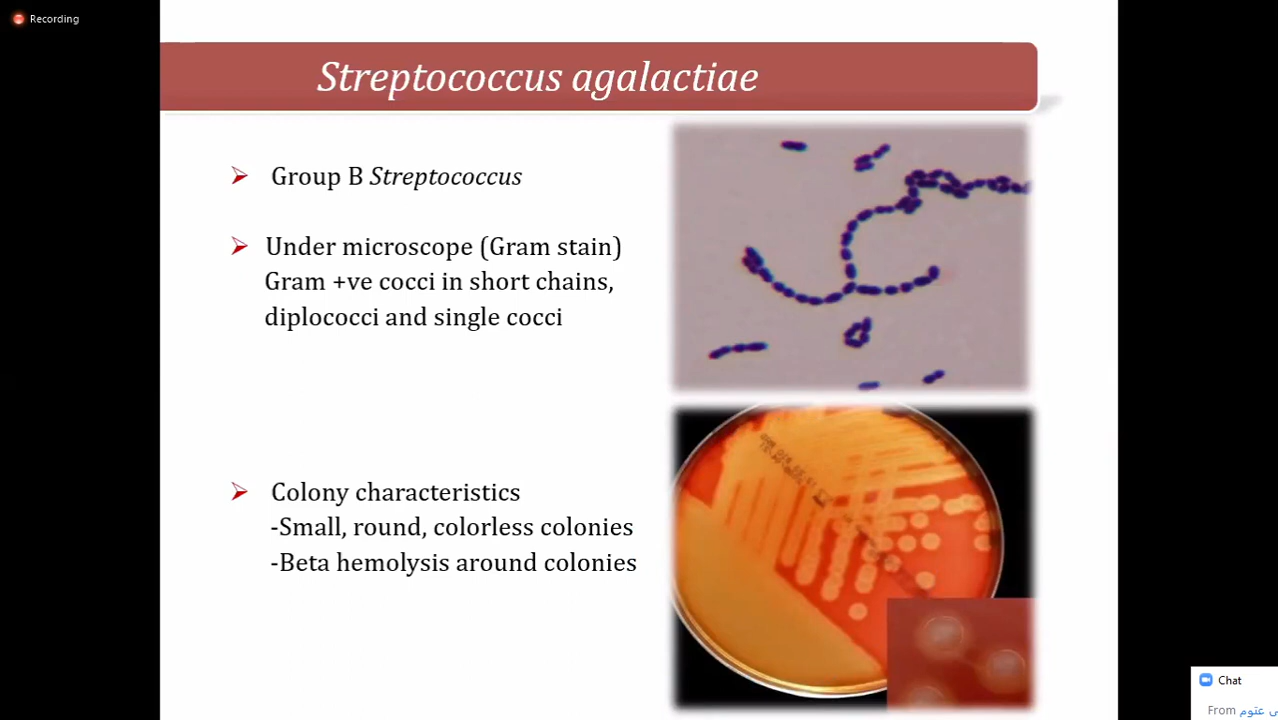 Recording
Streptococcus agalactiae
Group B Streptococcus
Under microscope (Gram stain)
Gram +ve cocci in short chains,
diplococci and single cocci
Colony characteristics
-Small, round, colorless colonies
-Beta hemolysis around colonies
Chat
From ى عتوم